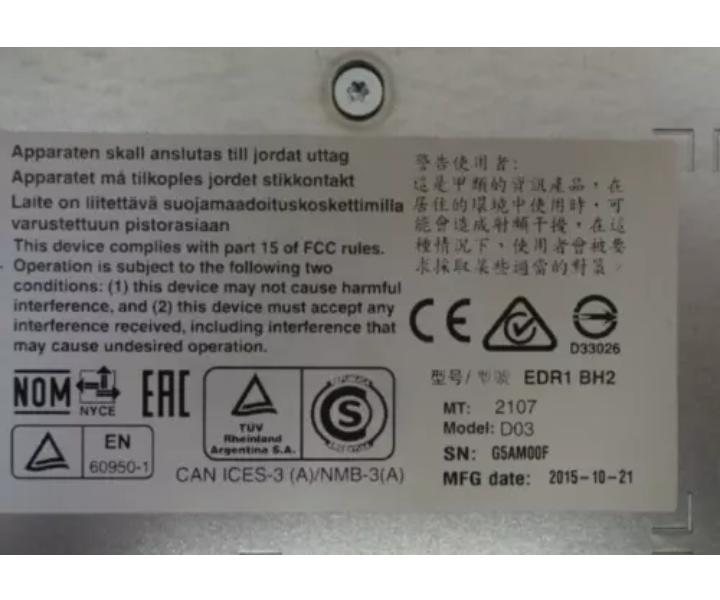 Apparaten skall anslutas till jordat uttag
Apparatet må tilkoples jordet stikkontakt
Laite on liitettävä suojamaadoituskoskettimilla
varustettuun pistorasiaan
This device complies with part 15 of FCC rules.
Operation is subject to the following two
conditions: (1) this device may not cause harmful
interference, and (2) this device must accept any
interference received, including interference that
may cause undesired operation.
警告使用者:
這是甲類的資訊產品,在
居住的環境中使用時,可
能會造成射頻干擾,在這
種情況下,使用者會被要
求採取某些適當的對策。
CE
D33026
NOM
NYCE
EAC
TÜV
Rheinland
Argentina S.A.
S
EN
60950-1
CAN ICES-3 (A)/NMB-3(A)
型号/型號 EDR1 BH2
MT: 2107
Model: D03
SN: G5AM00F
MFG date: 2015-10-21